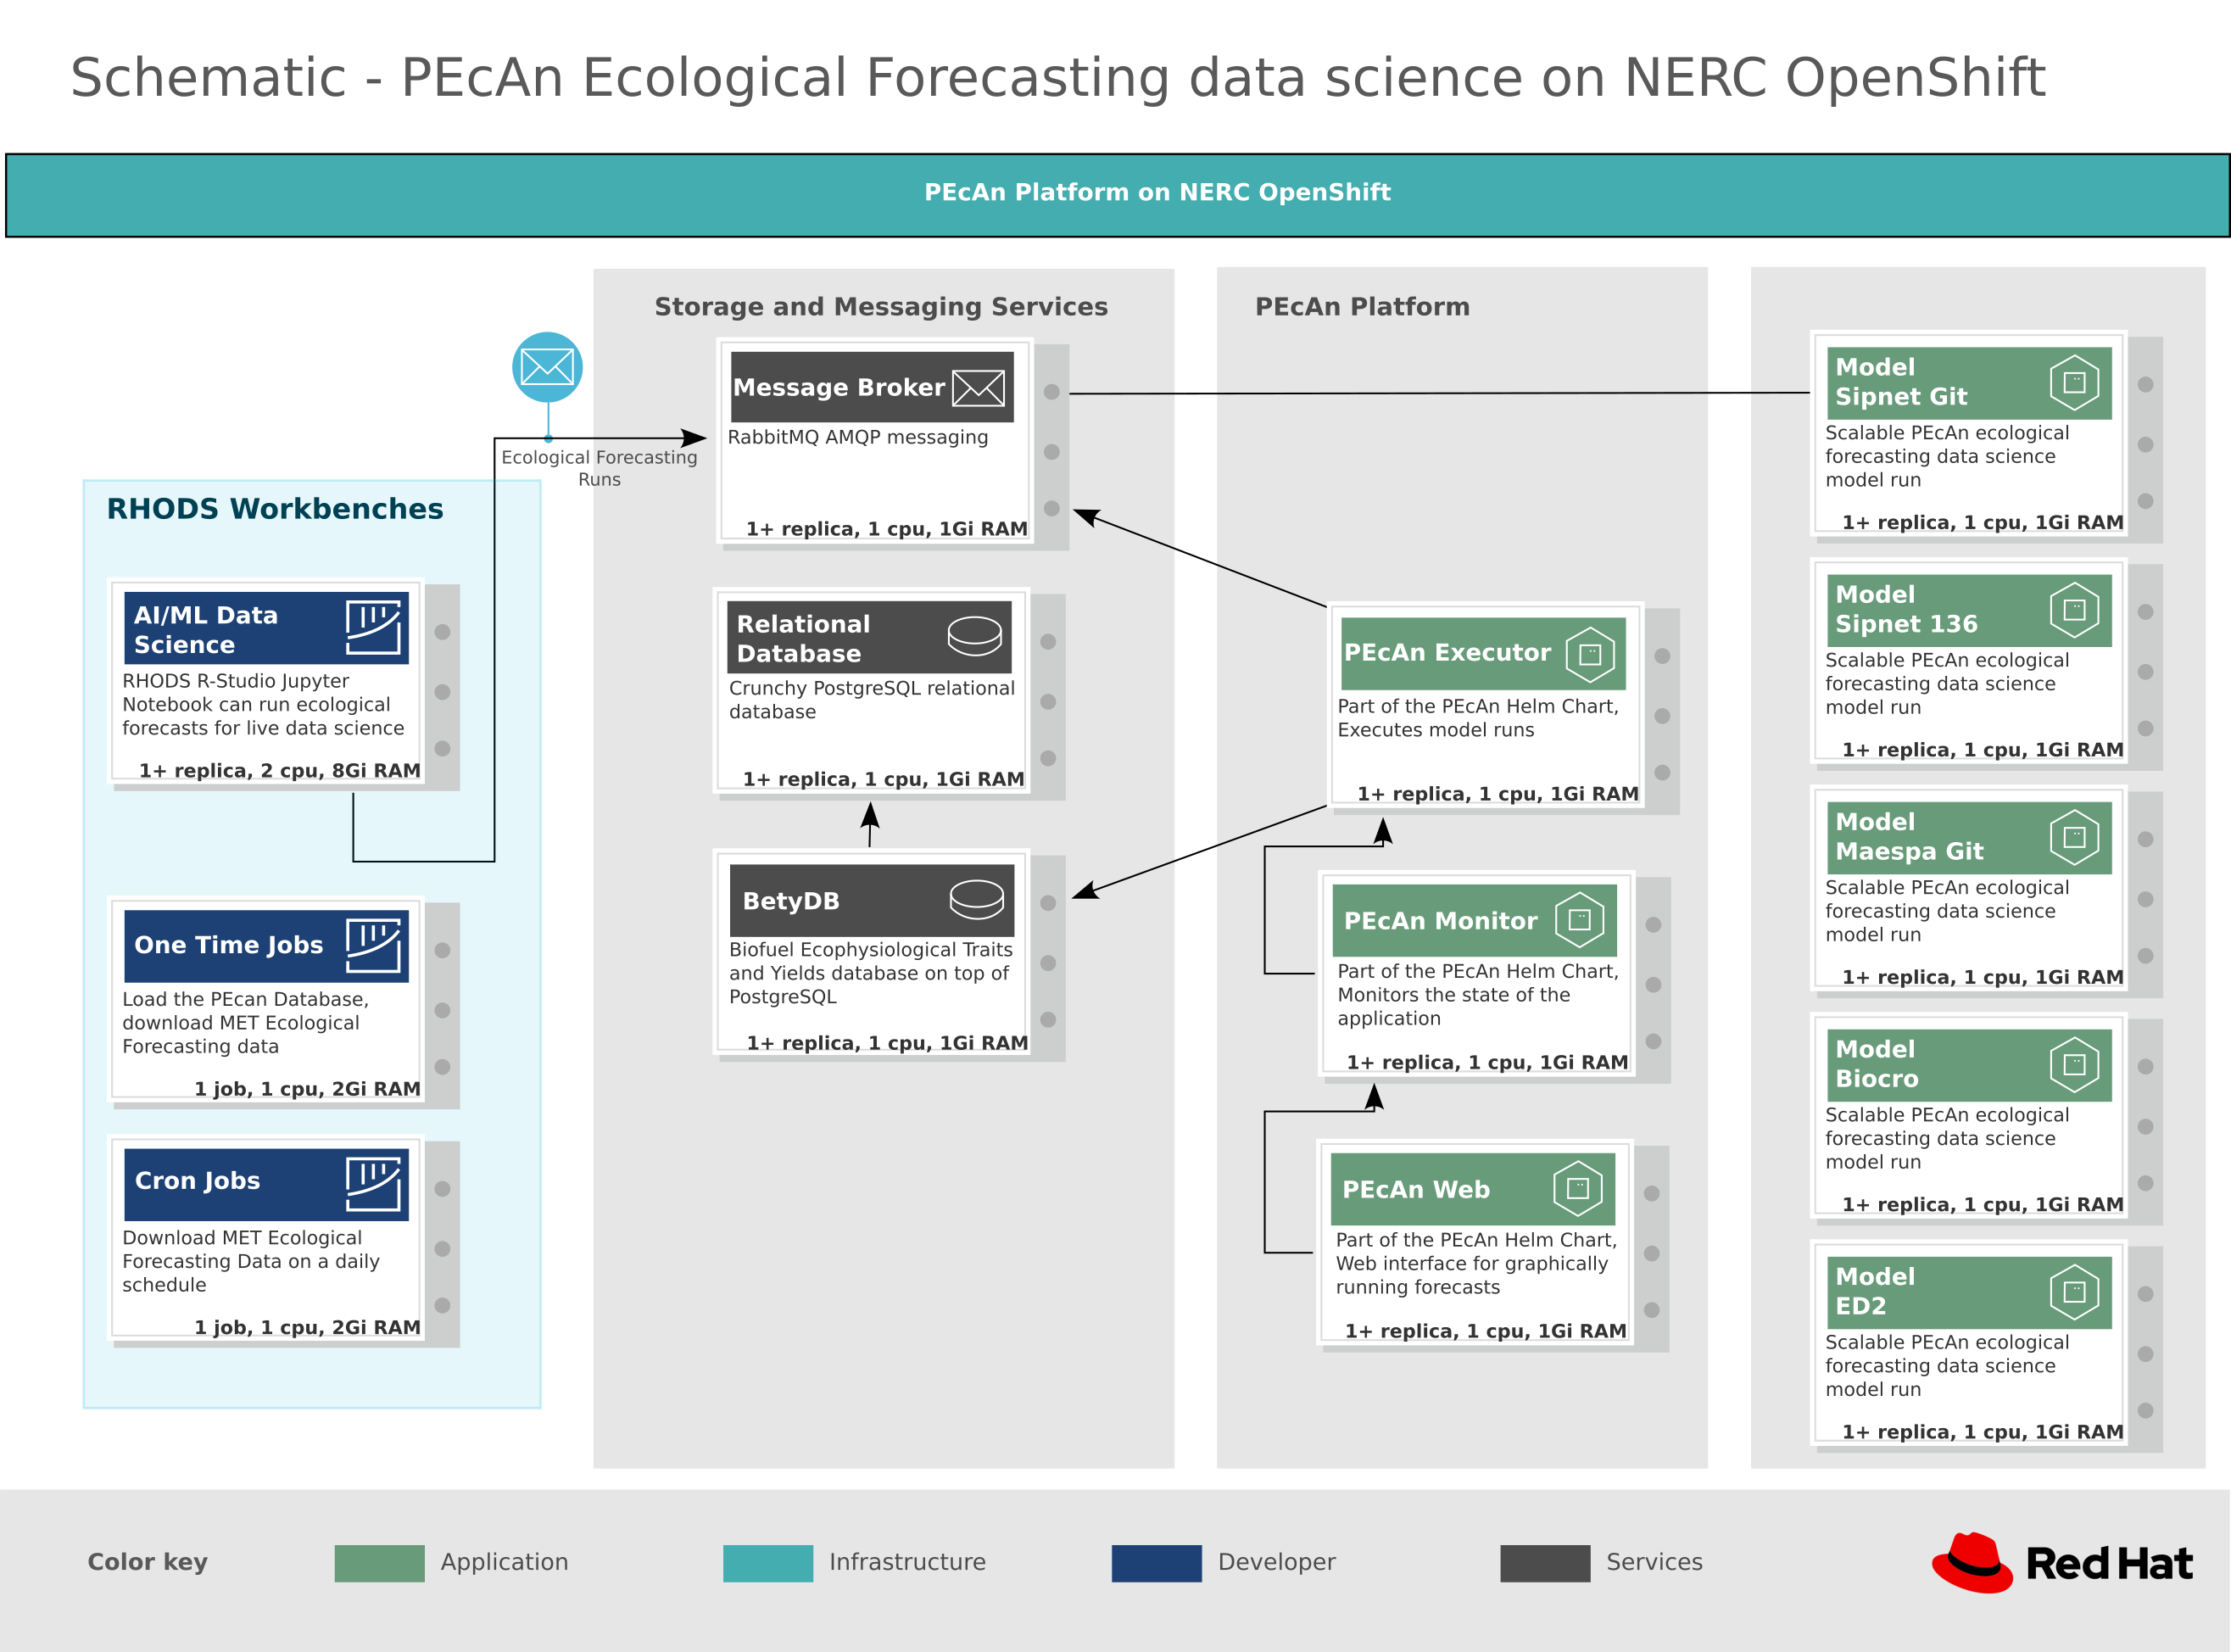 Schematic - PEcAn Ecological Forecasting data science on NERC OpenShift
PEcAn Platform on NERC OpenShift
Ecological Forecasting
Runs
RHODS Workbenches
AI/ML Data
Science
RHODS R-Studio Jupyter
Notebook can run ecological
forecasts for live data science
1+ replica, 2 cpu, 8Gi RAM
One Time Jobs
Load the PEcan Database,
download MET Ecological
Forecasting data
1 job, 1 cpu, 2Gi RAM
Cron Jobs
Download MET Ecological
Forecasting Data on a daily
schedule
1 job, 1 cpu, 2Gi RAM
Storage and Messaging Services
Message Broker
RabbitMQ AMQP messaging
1+ replica, 1 cpu, 1Gi RAM
Relational
Database
Crunchy PostgreSQL relational
database
1+ replica, 1 cpu, 1Gi RAM
BetyDB
Biofuel Ecophysiological Traits
and Yields database on top of
PostgreSQL
1+ replica, 1 cpu, 1Gi RAM
PEcAn Platform
PEcAn Executor
Part of the PEcAn Helm Chart,
Executes model runs
1+ replica, 1 cpu, 1Gi RAM
PEcAn Monitor
Part of the PEcAn Helm Chart,
Monitors the state of the
application
1+ replica, 1 cpu, 1Gi RAM
PEcAn Web
Part of the PEcAn Helm Chart,
Web interface for graphically
running forecasts
1+ replica, 1 cpu, 1Gi RAM
Model
Sipnet Git
Scalable PEcAn ecological
forecasting data science
model run
1+ replica, 1 cpu, 1Gi RAM
Model
Sipnet 136
Scalable PEcAn ecological
forecasting data science
model run
1+ replica, 1 cpu, 1Gi RAM
Model
Maespa Git
Scalable PEcAn ecological
forecasting data science
model run
1+ replica, 1 cpu, 1Gi RAM
Model
Biocro
Scalable PEcAn ecological
forecasting data science
model run
1+ replica, 1 cpu, 1Gi RAM
Model
ED2
Scalable PEcAn ecological
forecasting data science
model run
1+ replica, 1 cpu, 1Gi RAM
Color key
Application
Infrastructure
Developer
Services
Red Hat